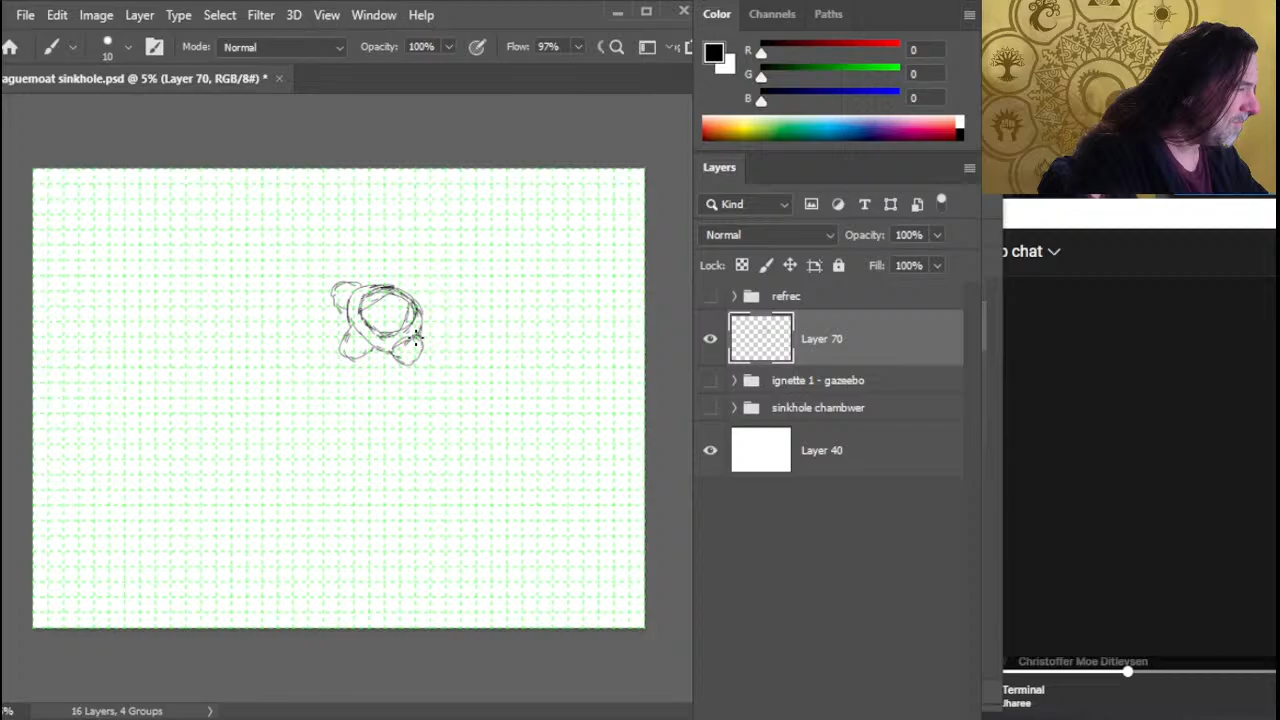 File Edit Image Layer Type Select Filter 3D View Window Help
10 Mode: Normal Opacity: 100% Flow: 97%
aguemoat sinkhole.psd @ 5% (Layer 70, RGB/8#) *
Color Channels Paths
R 0
G 0
B 0
Layers
Kind
Normal Opacity: 100%
Lock: Fill: 100%
refrec
Layer 70
ignette 1 - gazeebo
sinkhole chambwer
Layer 40
chat
Christoffer Moe Ditlevsen
Terminal
Jharee
% 16 Layers, 4 Groups